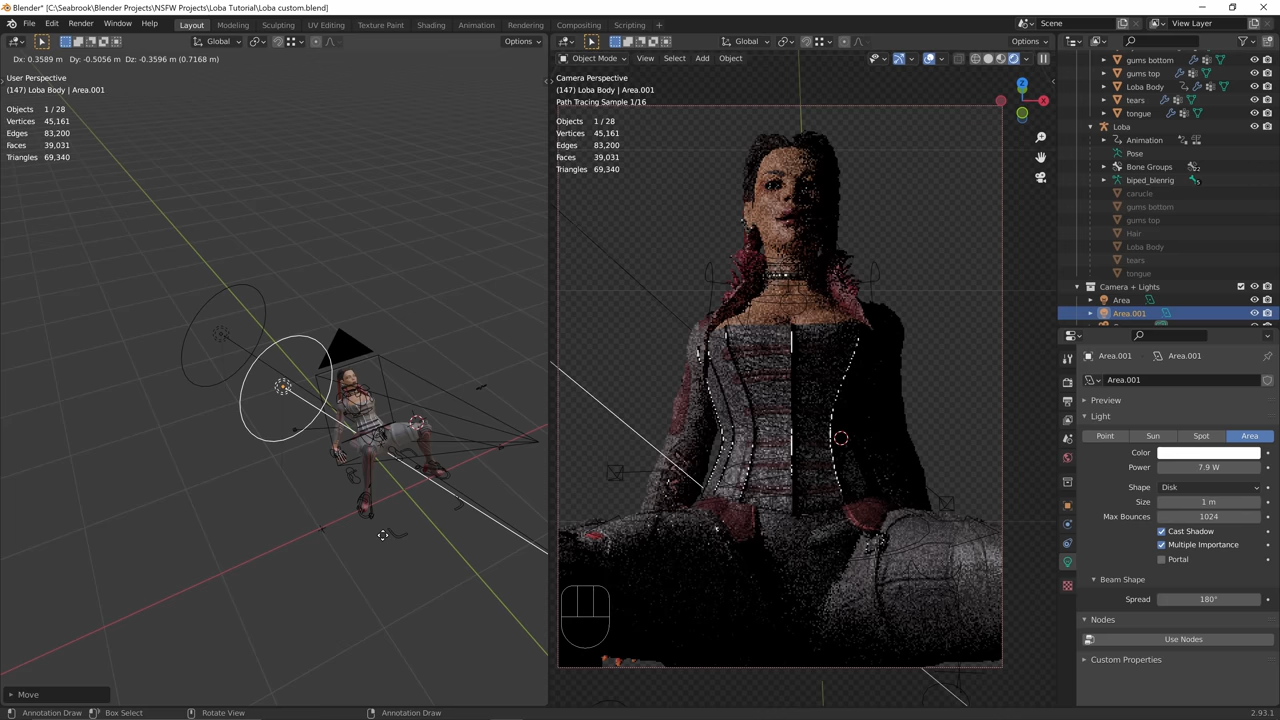 Blender* [C:\Seabrook\Blender Projects\NSFW Projects\Loba Tutorial\Loba custom.blend]
File Edit Render Window Help Layout Modeling Sculpting UV Editing Texture Paint Shading Animation Rendering Compositing Scripting + Scene View Layer
Global Options Global Options
Dx: 0.3589 m Dy: -0.5056 m Dz: -0.3596 m (0.7168 m) Object Mode View Select Add Object
User Perspective
(147) Loba Body | Area.001
Objects 1 / 28
Vertices 45,161
Edges 83,200
Faces 39,031
Triangles 69,340
Move
Camera Perspective
(147) Loba Body | Area.001
Path Tracing Sample 1/16
Objects 1 / 28
Vertices 45,161
Edges 83,200
Faces 39,031
Triangles 69,340
Z
X
gums bottom
gums top
Loba Body
tears
tongue
Loba
Animation
Pose
Bone Groups
biped_blenrig
carucle
gums bottom
gums top
Hair
Loba Body
tears
tongue
Camera + Lights
Area
Area.001
Area.001 Area.001
Area.001
Preview
Light
Point Sun Spot Area
Color
Power 7.9 W
Shape Disk
Size 1 m
Max Bounces 1024
Cast Shadow
Multiple Importance
Portal
Beam Shape
Spread 180°
Nodes
Use Nodes
Custom Properties
Annotation Draw Box Select Rotate View Annotation Draw 2.93.1